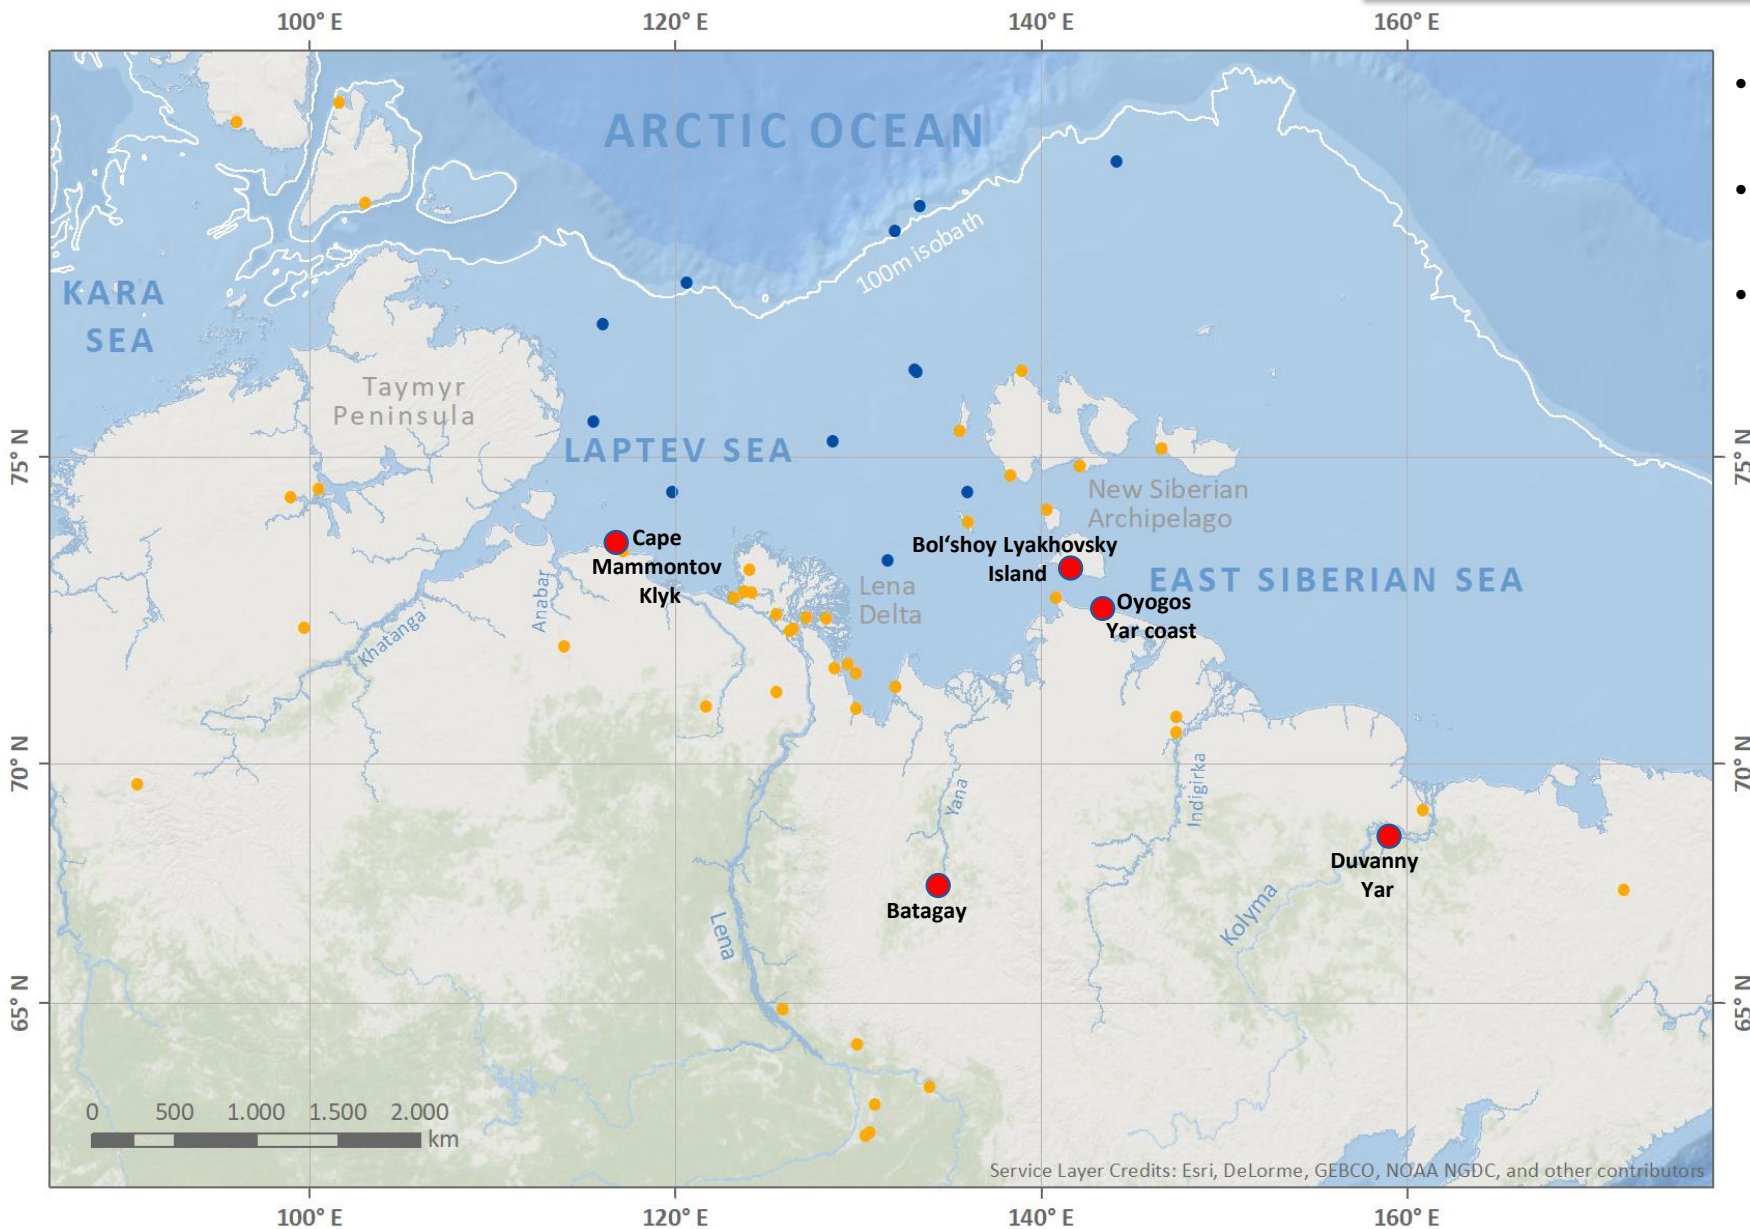 100° E 120° E 140° E 160° E
ARCTIC OCEAN
100m isobath
KARA
SEA
Taymyr
Peninsula
LAPTEV SEA
75° N
75° N
New Siberian
Archipelago
Cape
Mammontov
Klyk
Bol‘shoy Lyakhovsky
Island
EAST SIBERIAN SEA
Lena
Delta
Oyogos
Yar coast
Anabar
Khatanga
70° N
70° N
Yana
Indigirka
Duvanny
Yar
Batagay
Lena
Kolyma
65° N
65° N
0 500 1.000 1.500 2.000
km
Service Layer Credits: Esri, DeLorme, GEBCO, NOAA NGDC, and other contributors
100° E 120° E 140° E 160° E